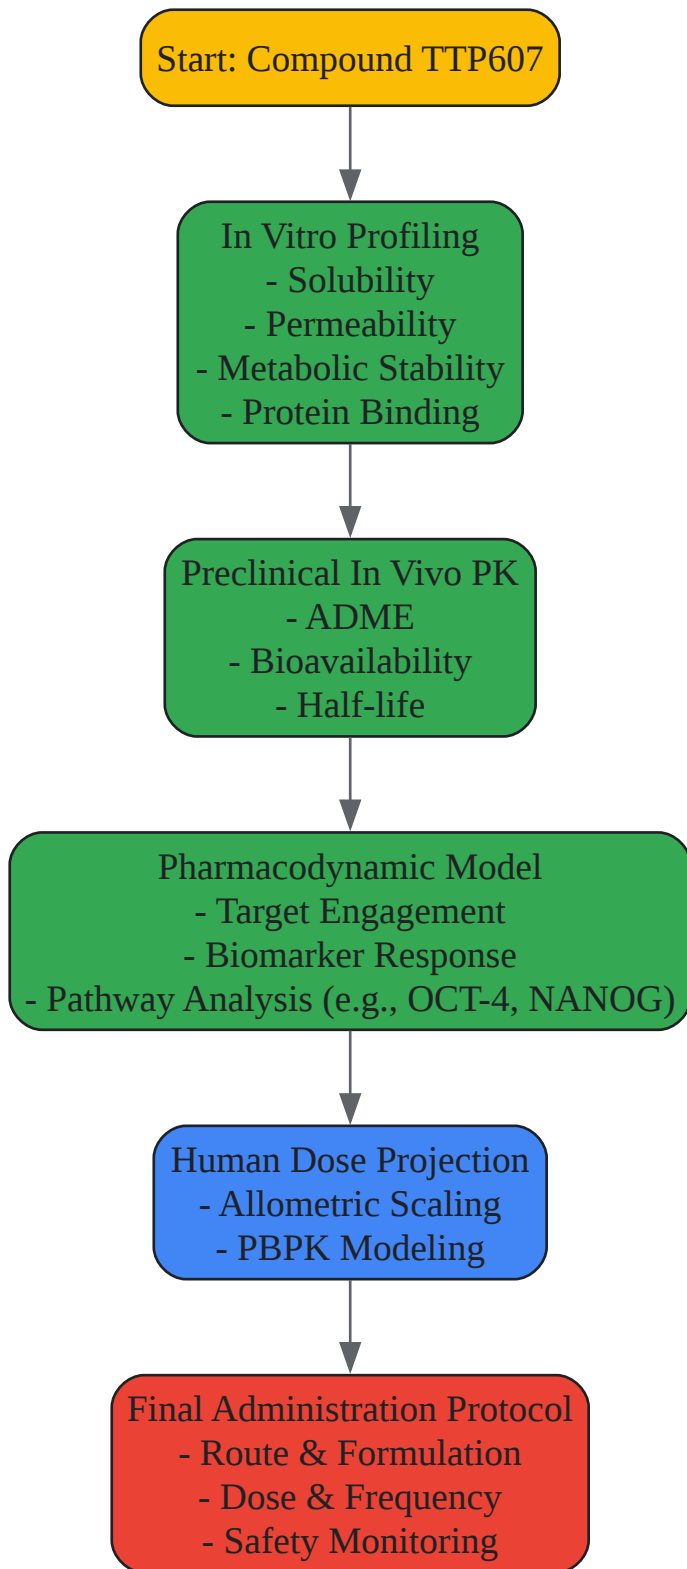 Start: Compound TTP607
In Vitro Profiling
- Solubility
- Permeability
- Metabolic Stability
- Protein Binding
Preclinical In Vivo PK
- ADME
- Bioavailability
- Half-life
Pharmacodynamic Model
- Target Engagement
- Biomarker Response
- Pathway Analysis (e.g., OCT-4, NANOG)
Human Dose Projection
- Allometric Scaling
- PBPK Modeling
Final Administration Protocol
- Route & Formulation
- Dose & Frequency
- Safety Monitoring